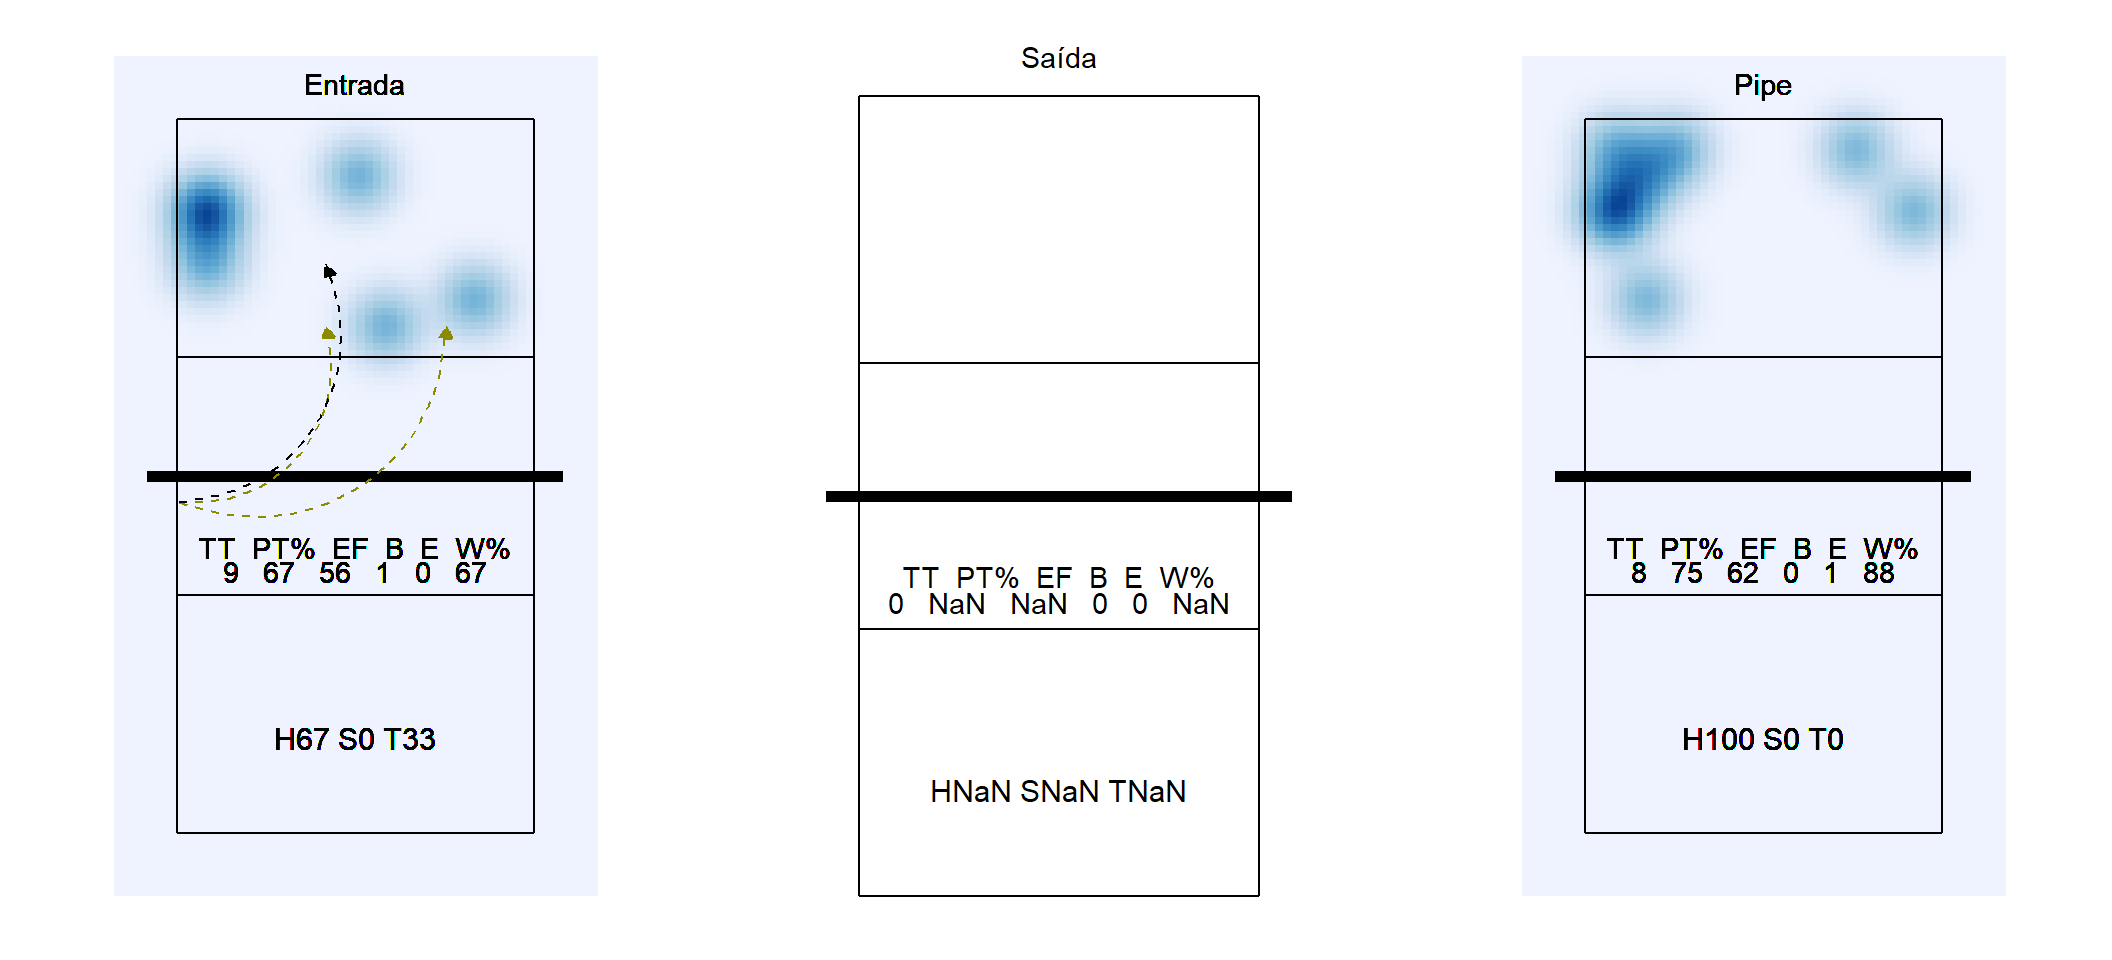 Entrada
TT PT% EF B E W%
9 67 56 1 0 67
H67 S0 T33
Saída
TT PT% EF B E W%
0 NaN NaN 0 0 NaN
HNaN SNaN TNaN
Pipe
TT PT% EF B E W%
8 75 62 0 1 88
H100 S0 T0